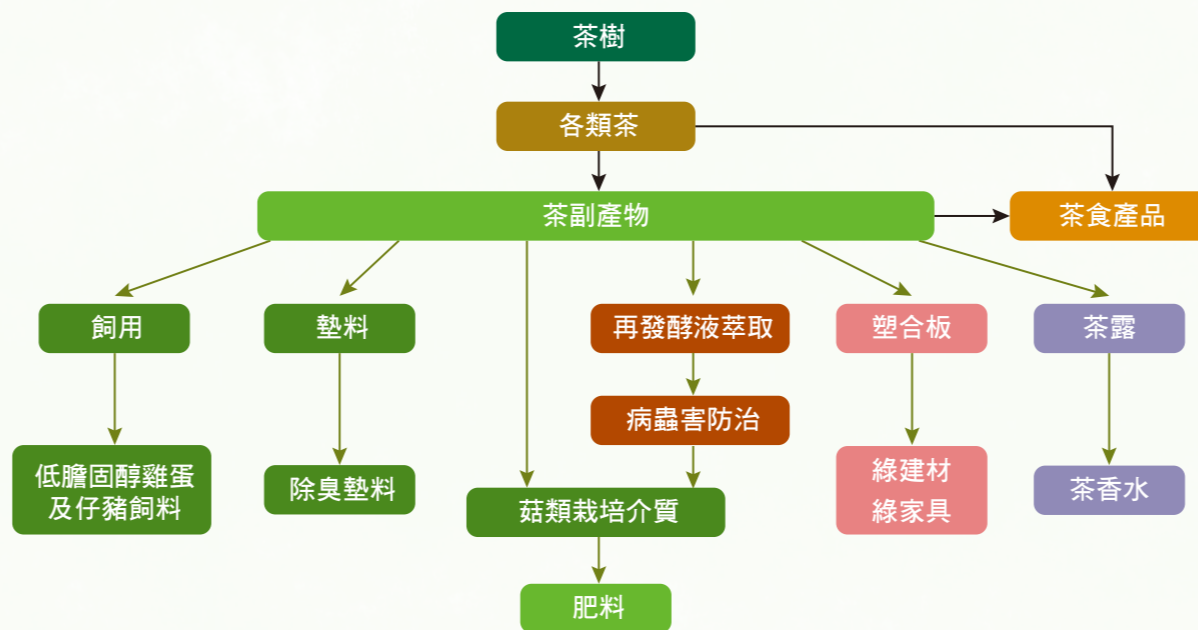 茶樹
各類茶
茶副產物
茶食產品
飼用
墊料
再發酵液萃取
塑合板
茶露
病蟲害防治
低膽固醇雞蛋
及仔豬飼料
除臭墊料
菇類栽培介質
綠建材
綠家具
茶香水
肥料